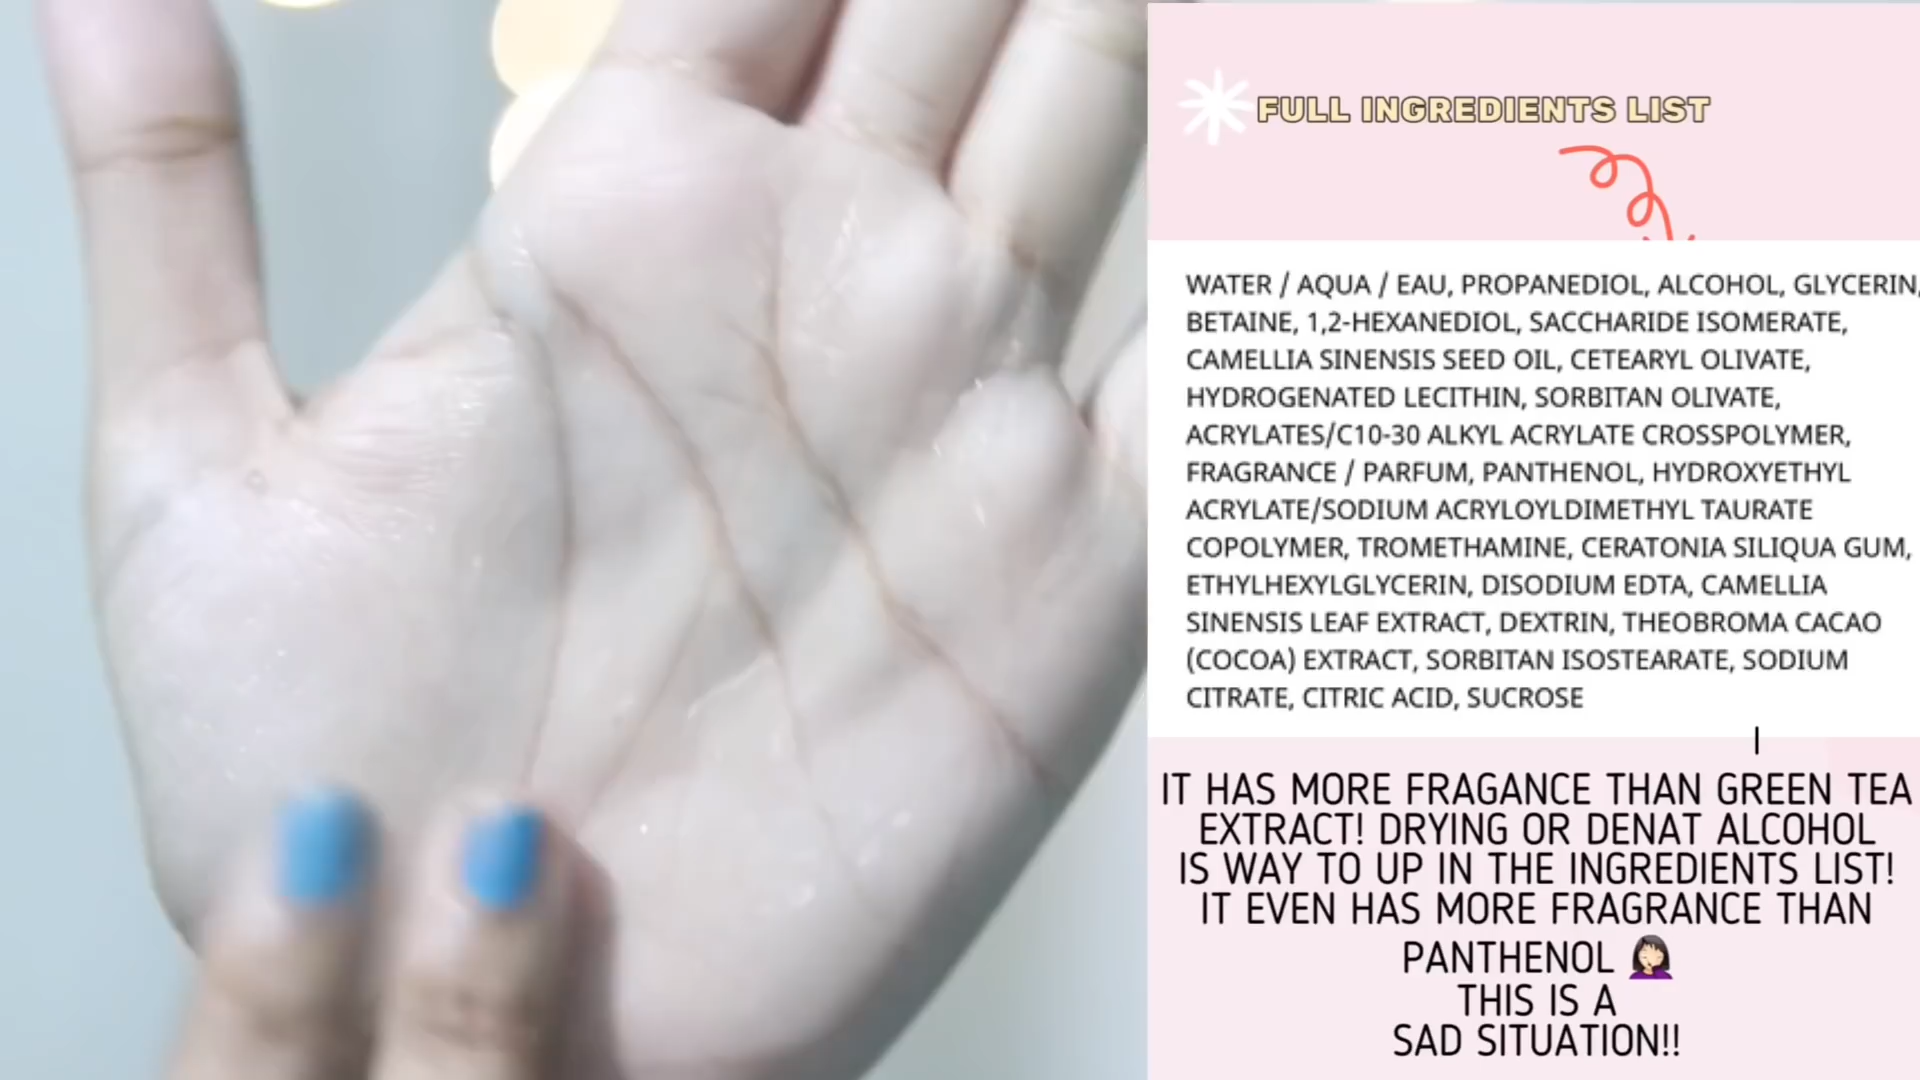 FULL INGREDIENTS LIST
WATER / AQUA / EAU, PROPANEDIOL, ALCOHOL, GLYCERIN,
BETAINE, 1,2-HEXANEDIOL, SACCHARIDE ISOMERATE,
CAMELLIA SINENSIS SEED OIL, CETEARYL OLIVATE,
HYDROGENATED LECITHIN, SORBITAN OLIVATE,
ACRYLATES/C10-30 ALKYL ACRYLATE CROSSPOLYMER,
FRAGRANCE / PARFUM, PANTHENOL, HYDROXYETHYL
ACRYLATE/SODIUM ACRYLOYLDIMETHYL TAURATE
COPOLYMER, TROMETHAMINE, CERATONIA SILIQUA GUM,
ETHYLHEXYLGLYCERIN, DISODIUM EDTA, CAMELLIA
SINENSIS LEAF EXTRACT, DEXTRIN, THEOBROMA CACAO
(COCOA) EXTRACT, SORBITAN ISOSTEARATE, SODIUM
CITRATE, CITRIC ACID, SUCROSE
IT HAS MORE FRAGANCE THAN GREEN TEA
EXTRACT! DRYING OR DENAT ALCOHOL
IS WAY TO UP IN THE INGREDIENTS LIST!
IT EVEN HAS MORE FRAGRANCE THAN
PANTHENOL 🤦🏻‍♀️
THIS IS A
SAD SITUATION!!